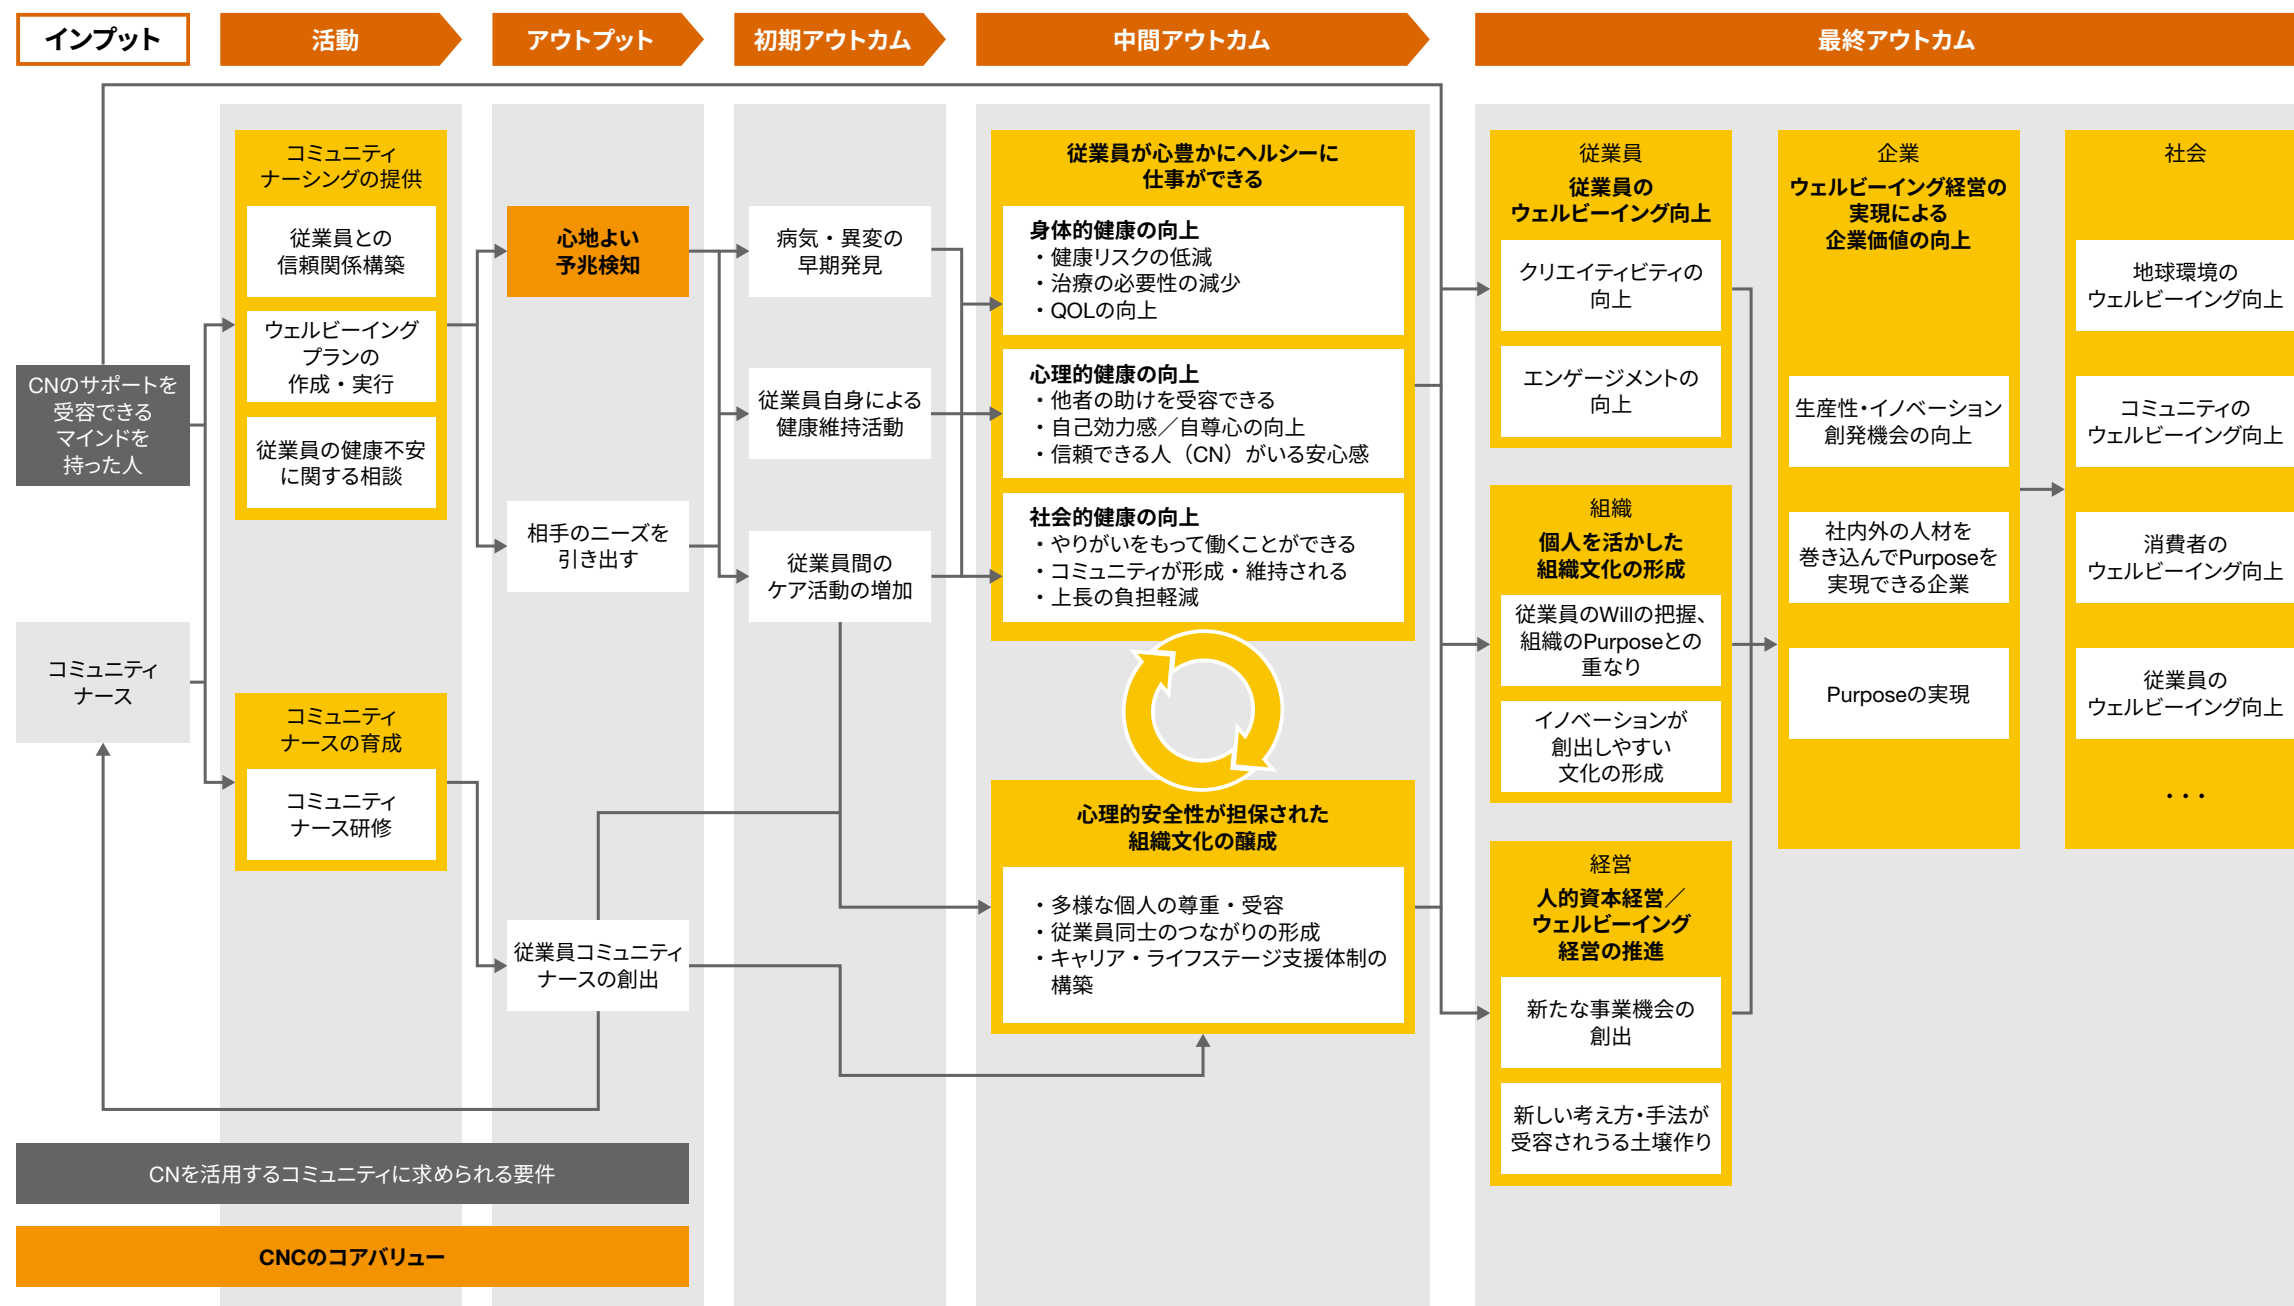 インプット
活動
アウトプット
初期アウトカム
中間アウトカム
最終アウトカム
CNのサポートを
受容できる
マインドを
持った人
コミュニティ
ナース
コミュニティ
ナーシングの提供
従業員との
信頼関係構築
ウェルビーイング
プランの
作成・実行
従業員の健康不安
に関する相談
コミュニティ
ナースの育成
コミュニティ
ナース研修
心地よい
予兆検知
相手のニーズを
引き出す
従業員コミュニティ
ナースの創出
病気・異変の
早期発見
従業員自身による
健康維持活動
従業員間の
ケア活動の増加
従業員が心豊かにヘルシーに
仕事ができる
身体的健康の向上
・健康リスクの低減
・治療の必要性の減少
・QOLの向上
心理的健康の向上
・他者の助けを受容できる
・自己効力感／自尊心の向上
・信頼できる人（CN）がいる安心感
社会的健康の向上
・やりがいをもって働くことができる
・コミュニティが形成・維持される
・上長の負担軽減
心理的安全性が担保された
組織文化の醸成
・多様な個人の尊重・受容
・従業員同士のつながりの形成
・キャリア・ライフステージ支援体制の
構築
従業員
従業員の
ウェルビーイング向上
クリエイティビティの
向上
エンゲージメントの
向上
組織
個人を活かした
組織文化の形成
従業員のWillの把握、
組織のPurposeとの
重なり
イノベーションが
創出しやすい
文化の形成
経営
人的資本経営／
ウェルビーイング
経営の推進
新たな事業機会の
創出
新しい考え方・手法が
受容されうる土壌作り
企業
ウェルビーイング経営の
実現による
企業価値の向上
生産性・イノベーション
創発機会の向上
社内外の人材を
巻き込んでPurposeを
実現できる企業
Purposeの実現
社会
地球環境の
ウェルビーイング向上
コミュニティの
ウェルビーイング向上
消費者の
ウェルビーイング向上
従業員の
ウェルビーイング向上
・・・
CNを活用するコミュニティに求められる要件
CNCのコアバリュー